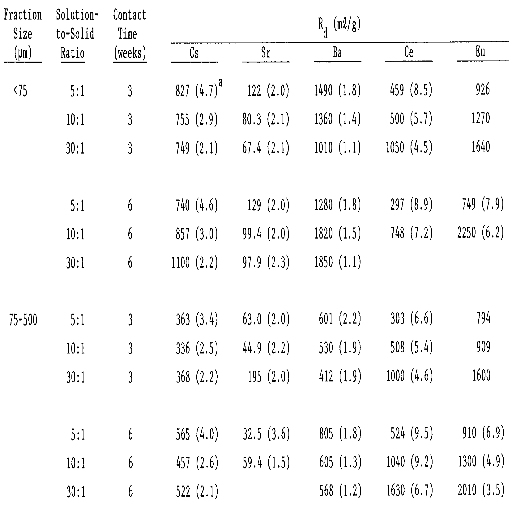 Fraction Solution- Contact
Size to-Solid Time R_d (mℓ/g)
(μm) Ratio (weeks) Cs Sr Ba Ce Eu
<75 5:1 3 827 (4.7)^a 122 (2.0) 1490 (1.8) 459 (8.5) 926
10:1 3 755 (2.9) 80.3 (2.1) 1360 (1.4) 500 (5.7) 1270
30:1 3 749 (2.1) 67.4 (2.1) 1010 (1.1) 1050 (4.5) 1640
5:1 6 740 (4.6) 129 (2.0) 1280 (1.8) 297 (8.9) 749 (7.9)
10:1 6 857 (3.0) 99.4 (2.0) 1820 (1.5) 748 (7.2) 2250 (6.2)
30:1 6 1100 (2.2) 97.9 (2.3) 1850 (1.1)
75-500 5:1 3 363 (3.4) 63.0 (2.0) 601 (2.2) 303 (6.6) 794
10:1 3 336 (2.5) 44.9 (2.2) 530 (1.9) 508 (5.4) 909
30:1 3 368 (2.2) 195 (2.0) 412 (1.9) 1000 (4.6) 1600
5:1 6 565 (4.0) 32.5 (3.6) 805 (1.8) 524 (9.5) 910 (6.9)
10:1 6 457 (2.6) 59.4 (1.5) 605 (1.3) 1040 (9.2) 1300 (4.9)
30:1 6 522 (2.1) 568 (1.2) 1630 (6.7) 2010 (3.5)